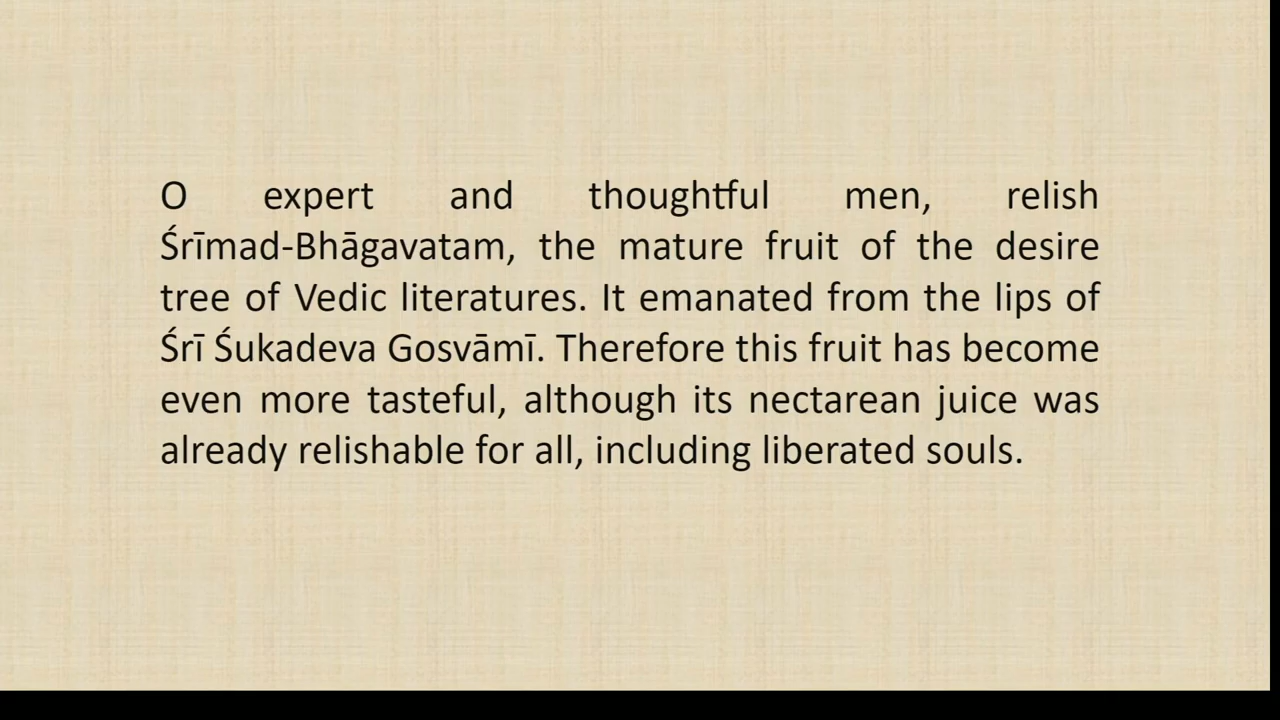 O expert and thoughtful men, relish
Śrīmad-Bhāgavatam, the mature fruit of the desire
tree of Vedic literatures. It emanated from the lips of
Śrī Śukadeva Gosvāmī. Therefore this fruit has become
even more tasteful, although its nectarean juice was
already relishable for all, including liberated souls.